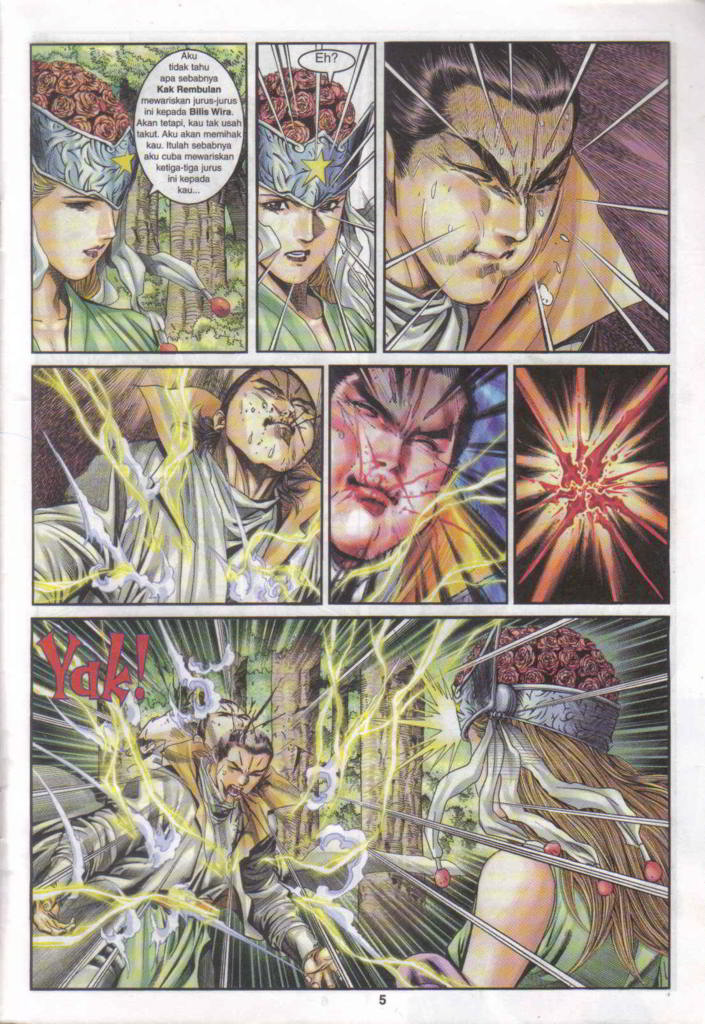 Aku
tidak tahu
apa sebabnya
Kak Rembulan
mewariskan jurus-jurus
ini kepada Bilis Wira.
Akan tetapi, kau tak usah
takut. Aku akan memihak
kau. Itulah sebabnya
aku cuba mewariskan
ketiga-tiga jurus
ini kepada
kau...
Eh?
Yak!
5